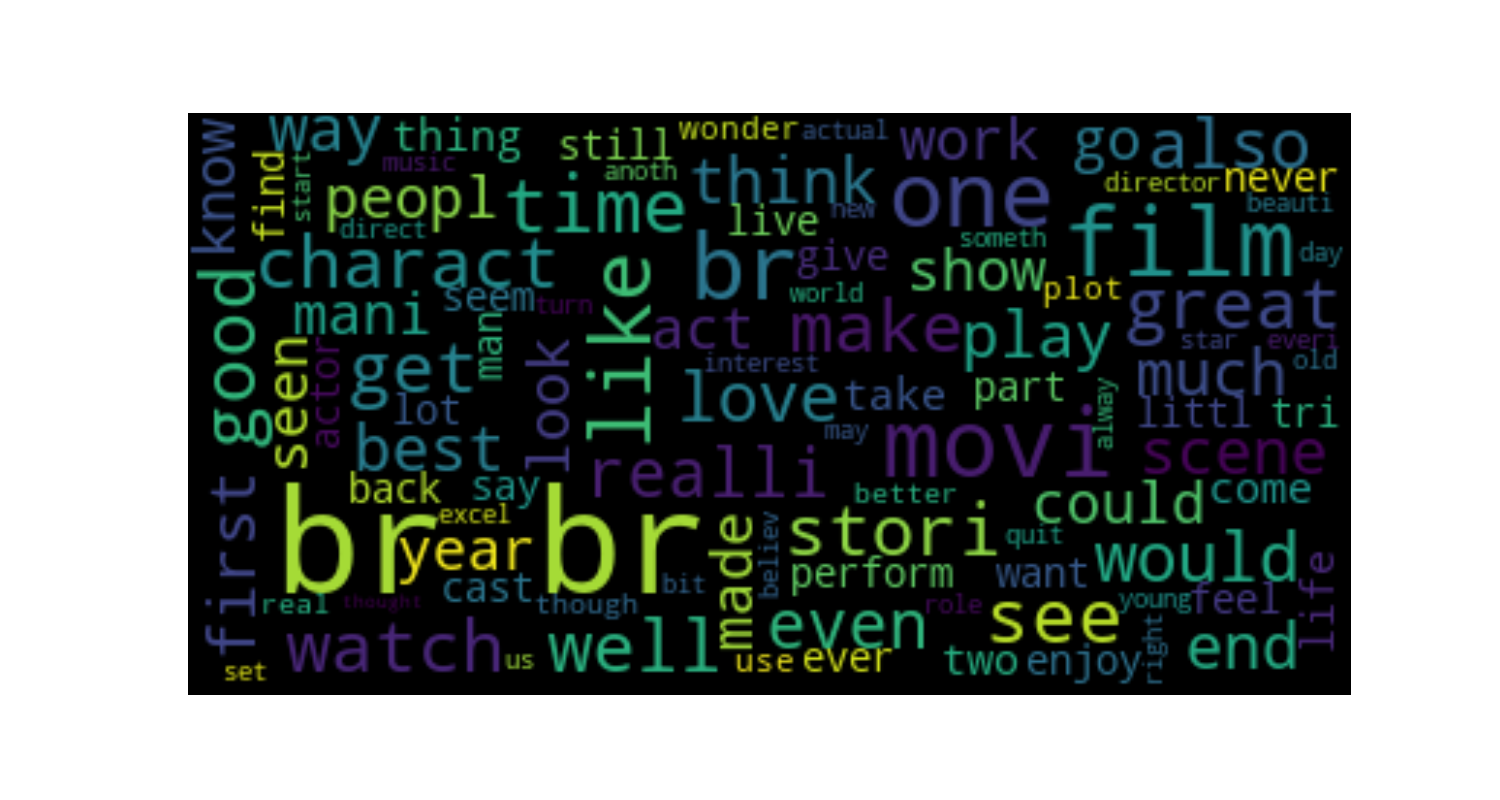 know
way
thing
still
wonder
actual
work
go
also
find
start
music
anoth
think
one
director
never
peopl
time
live
new
beauti
direct
film
charact
br
give
someth
show
day
good
like
seem
turn
world
plot
great
mani
man
act
make
play
star
everi
seen
actor
get
look
interest
love
take
part
much
old
lot
may
alway
littl
tri
best
realli
movi
scene
first
back
say
better
could
come
br br
excel
year
made
believ
stori
quit
would
cast
though
bit
perform
want
real
thought
role
see
young
feel
life
watch
us
well
even
two
enjoy
right
end
set
use
ever